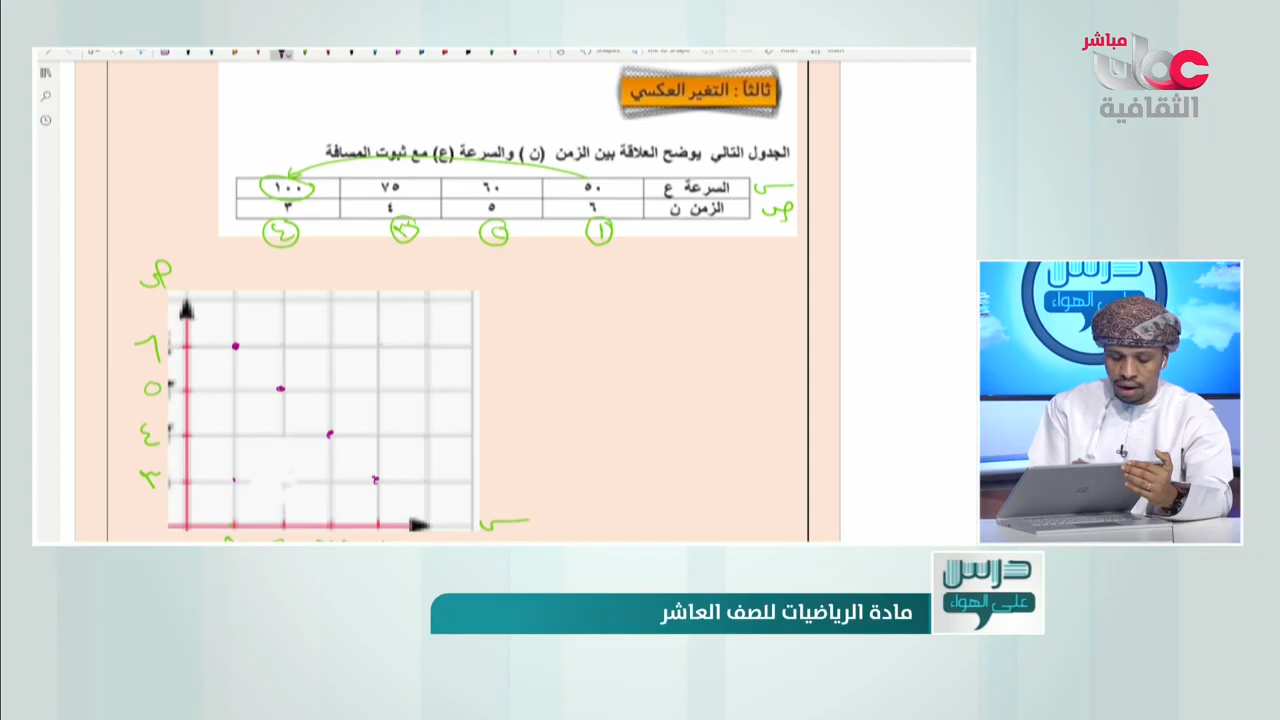 مباشر
عمان
الثقافية
ثالثاً : التغير العكسي
الجدول التالي يوضح العلاقة بين الزمن (ن) والسرعة (ع) مع ثبوت المسافة
س السرعة ع ٥٠ ٦٠ ٧٥ ١٠٠
ص الزمن ن ٦ ٥ ٤ ٣
١ ٢ ٣ ٤
ص
٦
٥
٤
٣
س
درس
على الهواء
درس
على الهواء
مادة الرياضيات للصف العاشر